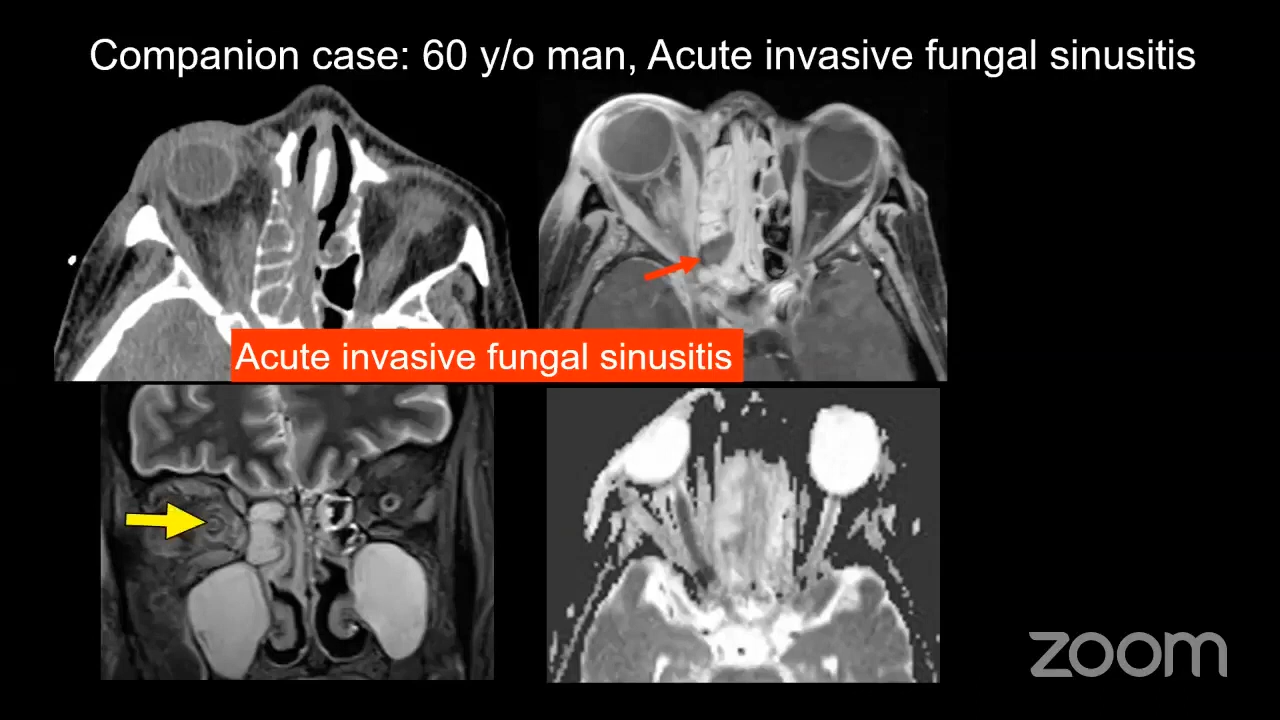 Companion case: 60 y/o man, Acute invasive fungal sinusitis
Acute invasive fungal sinusitis
zoom